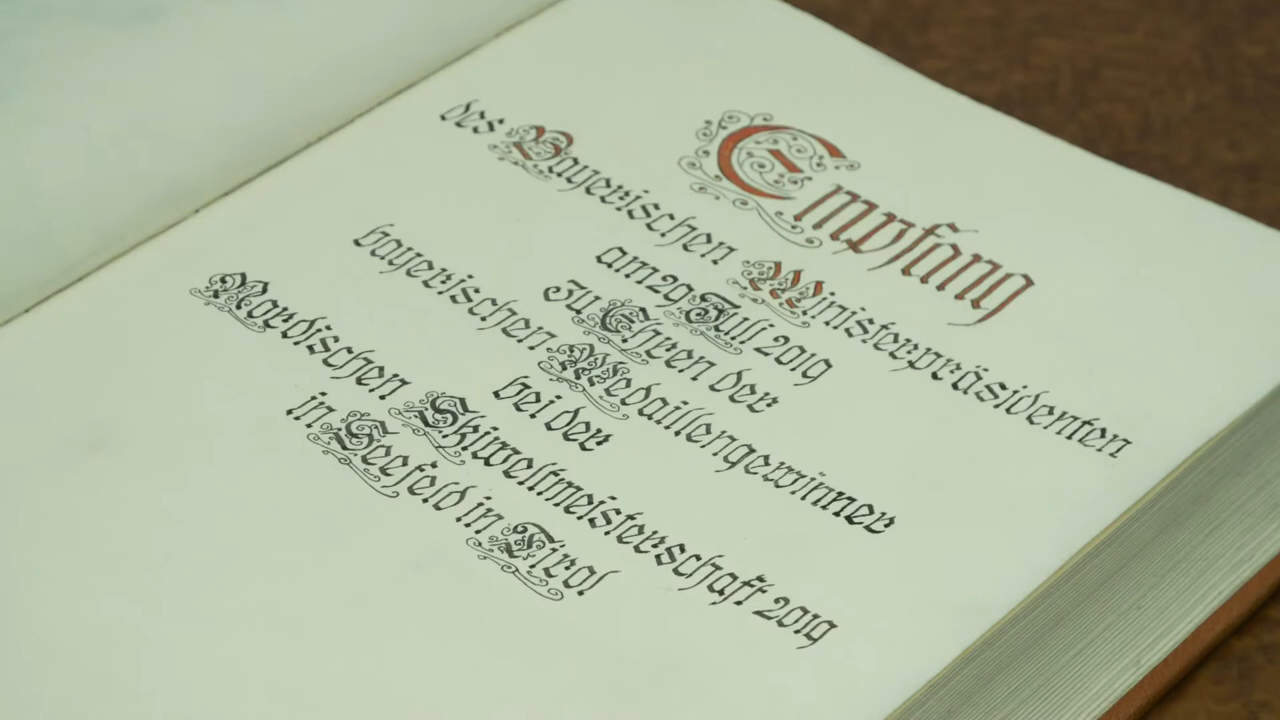 Empfang
des Bayerischen Ministerpräsidenten
am 29 Juli 2019
Zu Ehren der
bayerischen Medaillengewinner
bei der
Nordischen Skiweltmeisterschaft 2019
in Seefeld in Tirol